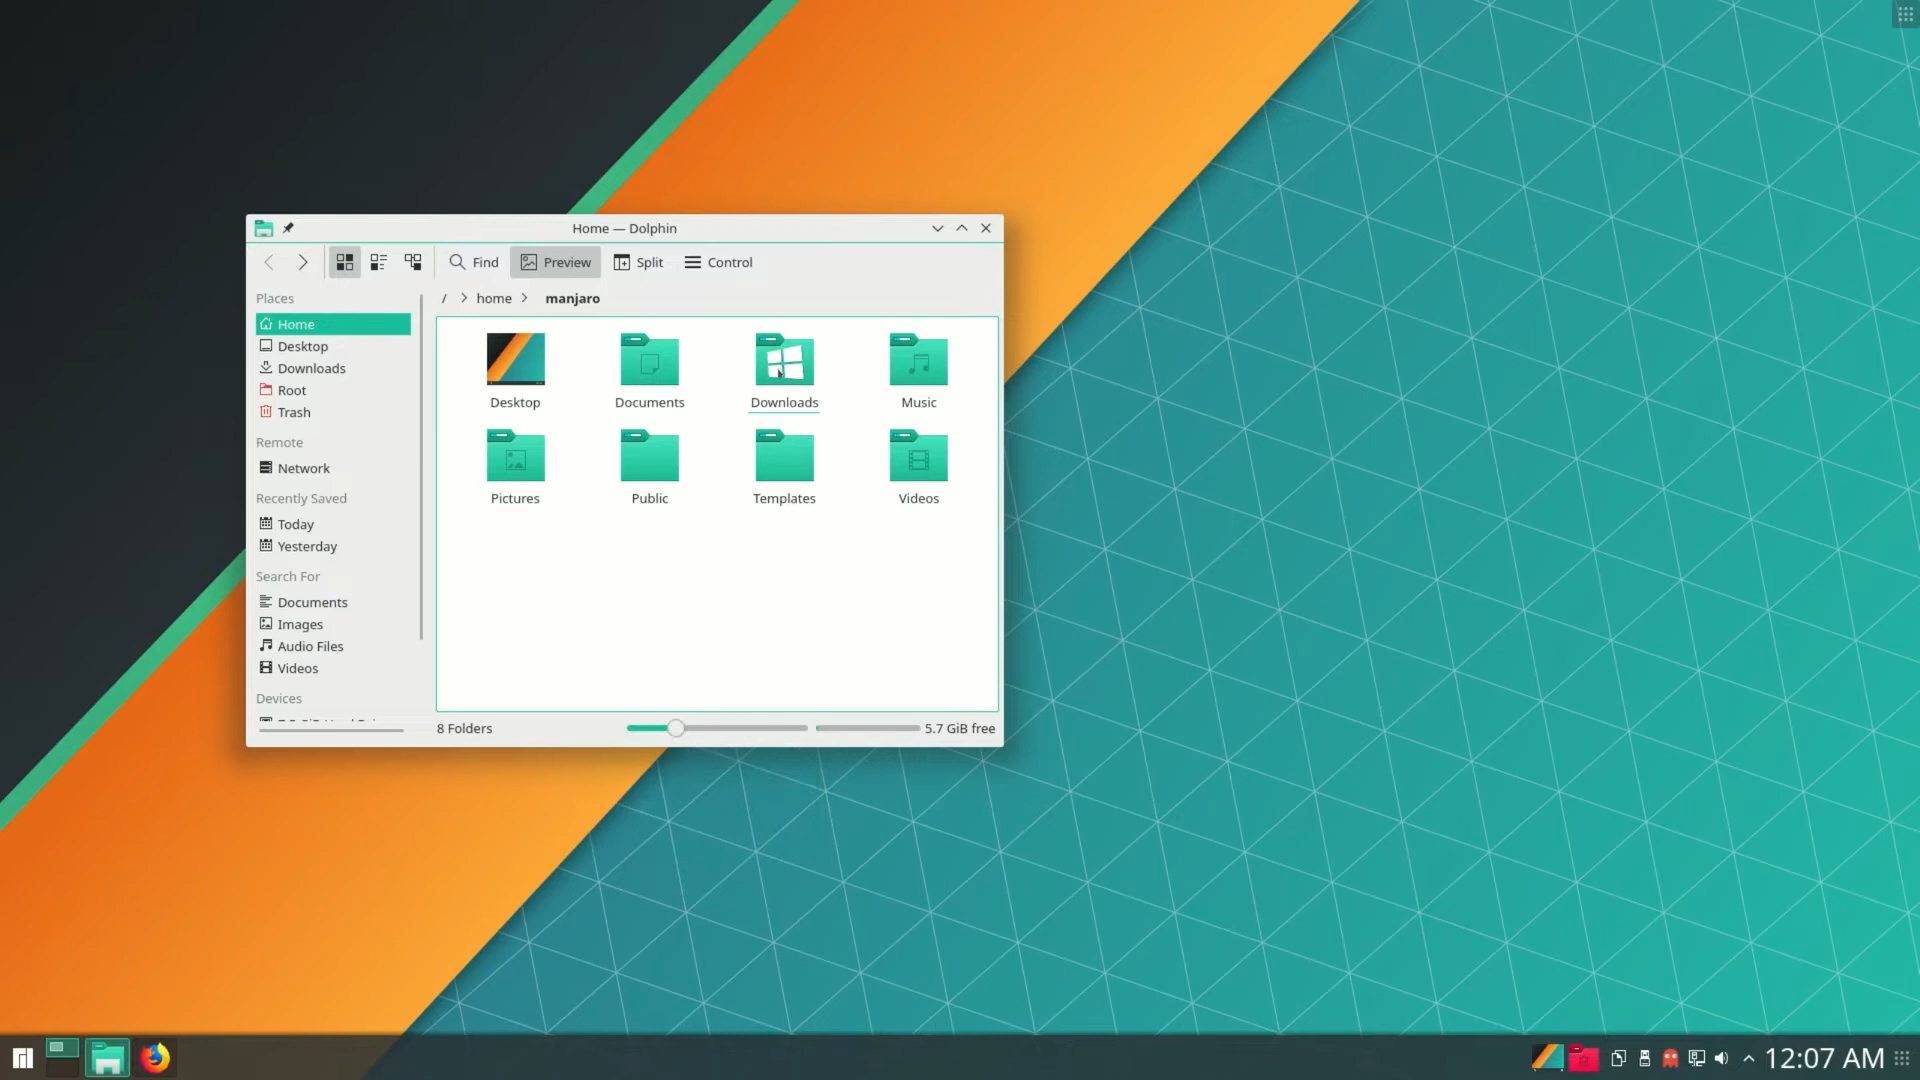 Home — Dolphin
Find Preview Split Control
Places
/ > home > manjaro
Home
Desktop
Downloads
Root
Trash
Remote
Network
Recently Saved
Today
Yesterday
Search For
Documents
Images
Audio Files
Videos
Devices
Desktop Documents Downloads Music
Pictures Public Templates Videos
8 Folders 5.7 GiB free
12:07 AM